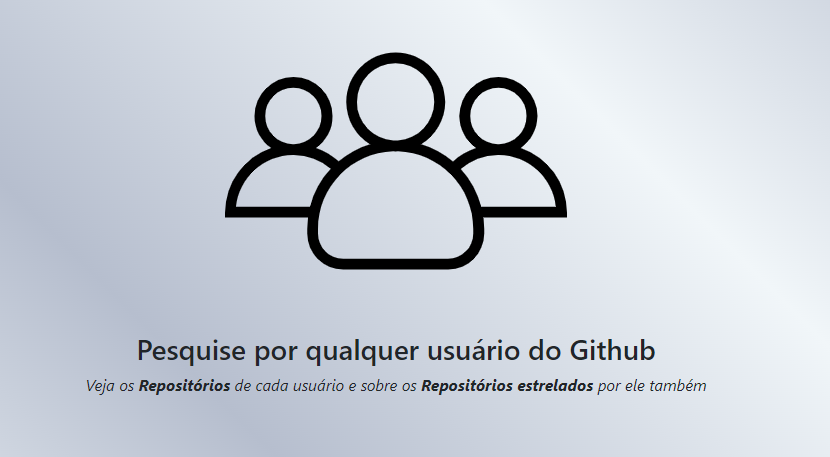 Pesquise por qualquer usuário do Github
Veja os Repositórios de cada usuário e sobre os Repositórios estrelados por ele também